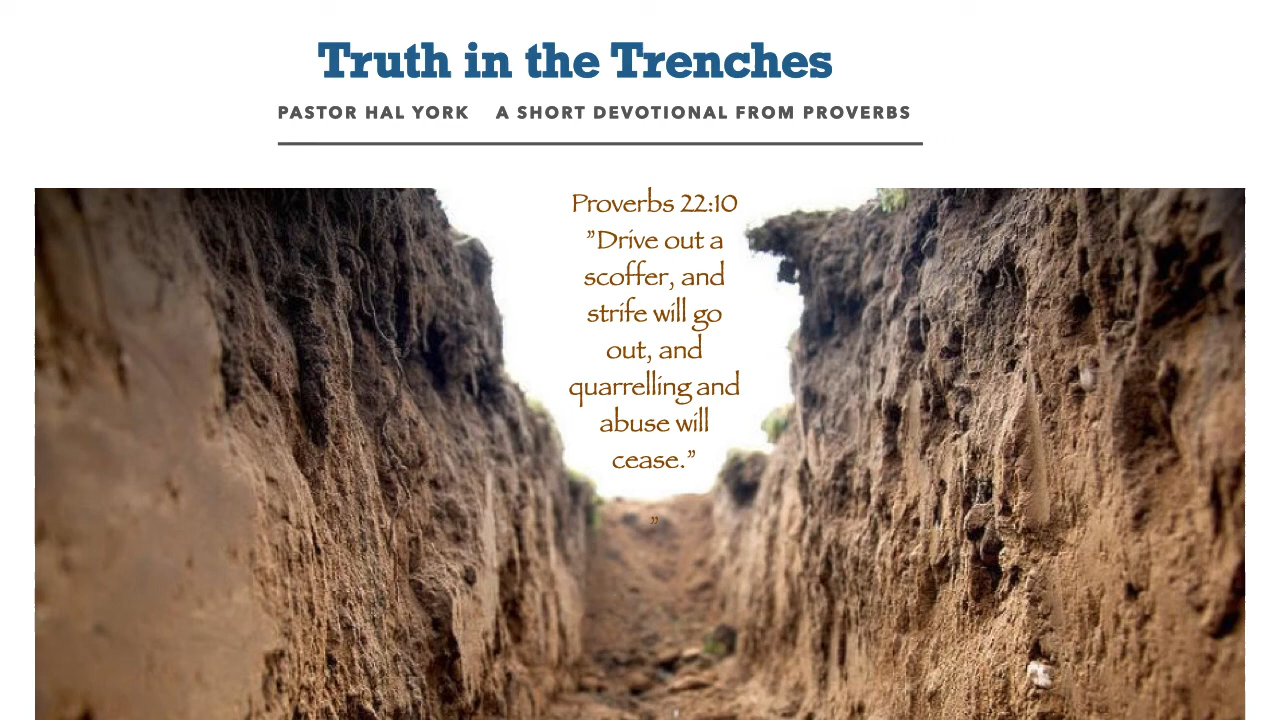 Truth in the Trenches
PASTOR HAL YORK A SHORT DEVOTIONAL FROM PROVERBS
Proverbs 22:10
”Drive out a
scoffer, and
strife will go
out, and
quarrelling and
abuse will
cease.”
”